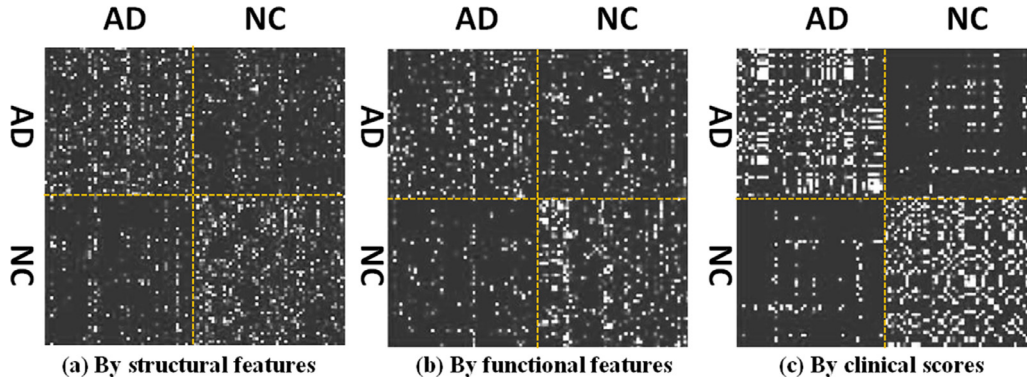 AD NC AD NC AD NC
AD AD AD
NC NC NC
(a) By structural features (b) By functional features (c) By clinical scores